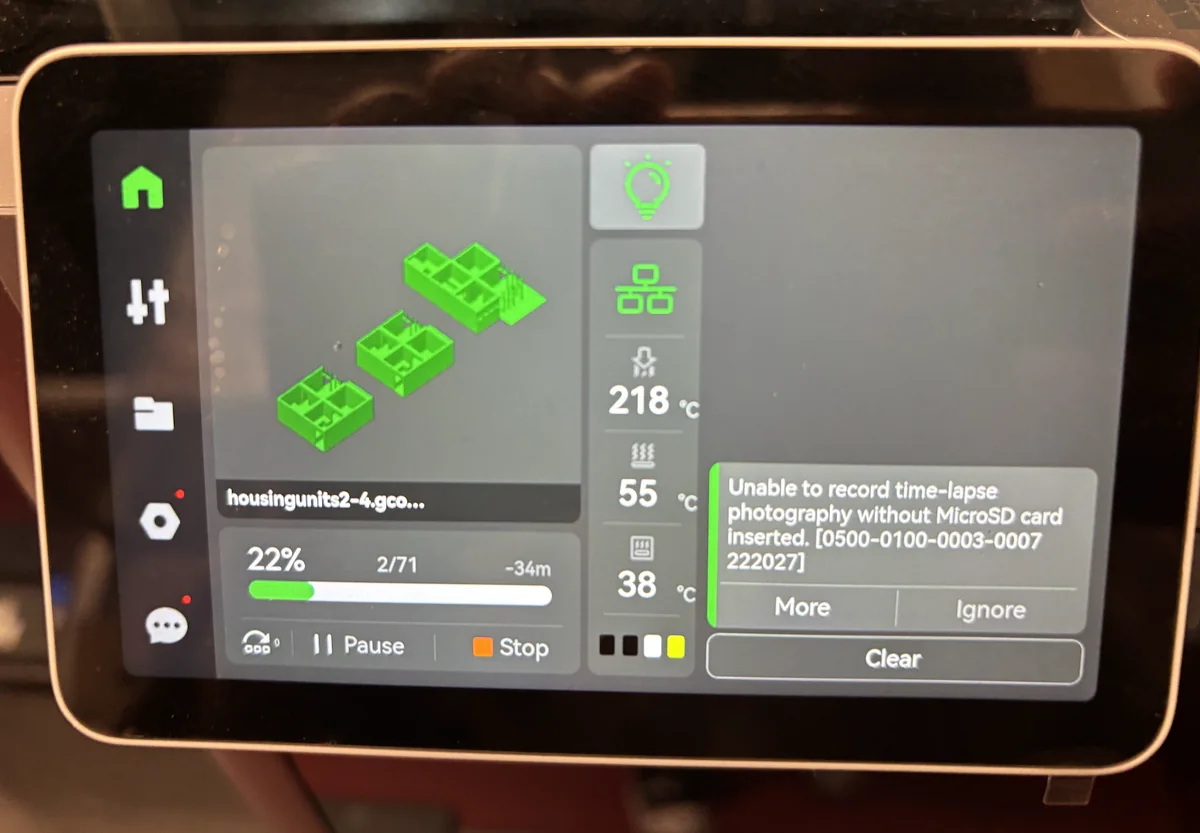 housingunits2-4.gco...
22%
2/71
-34m
0
Pause
Stop
218 °C
55 °C
38 °C
Unable to record time-lapse
photography without MicroSD card
inserted. [0500-0100-0003-0007
222027]
More
Ignore
Clear